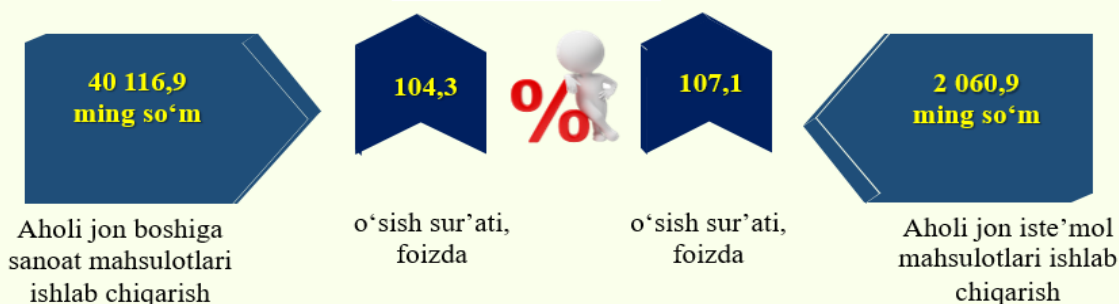 40 116,9
ming so‘m
104,3
%
107,1
2 060,9
ming so‘m
Aholi jon boshiga
sanoat mahsulotlari
ishlab chiqarish
o‘sish sur’ati,
foizda
o‘sish sur’ati,
foizda
Aholi jon iste’mol
mahsulotlari ishlab
chiqarish